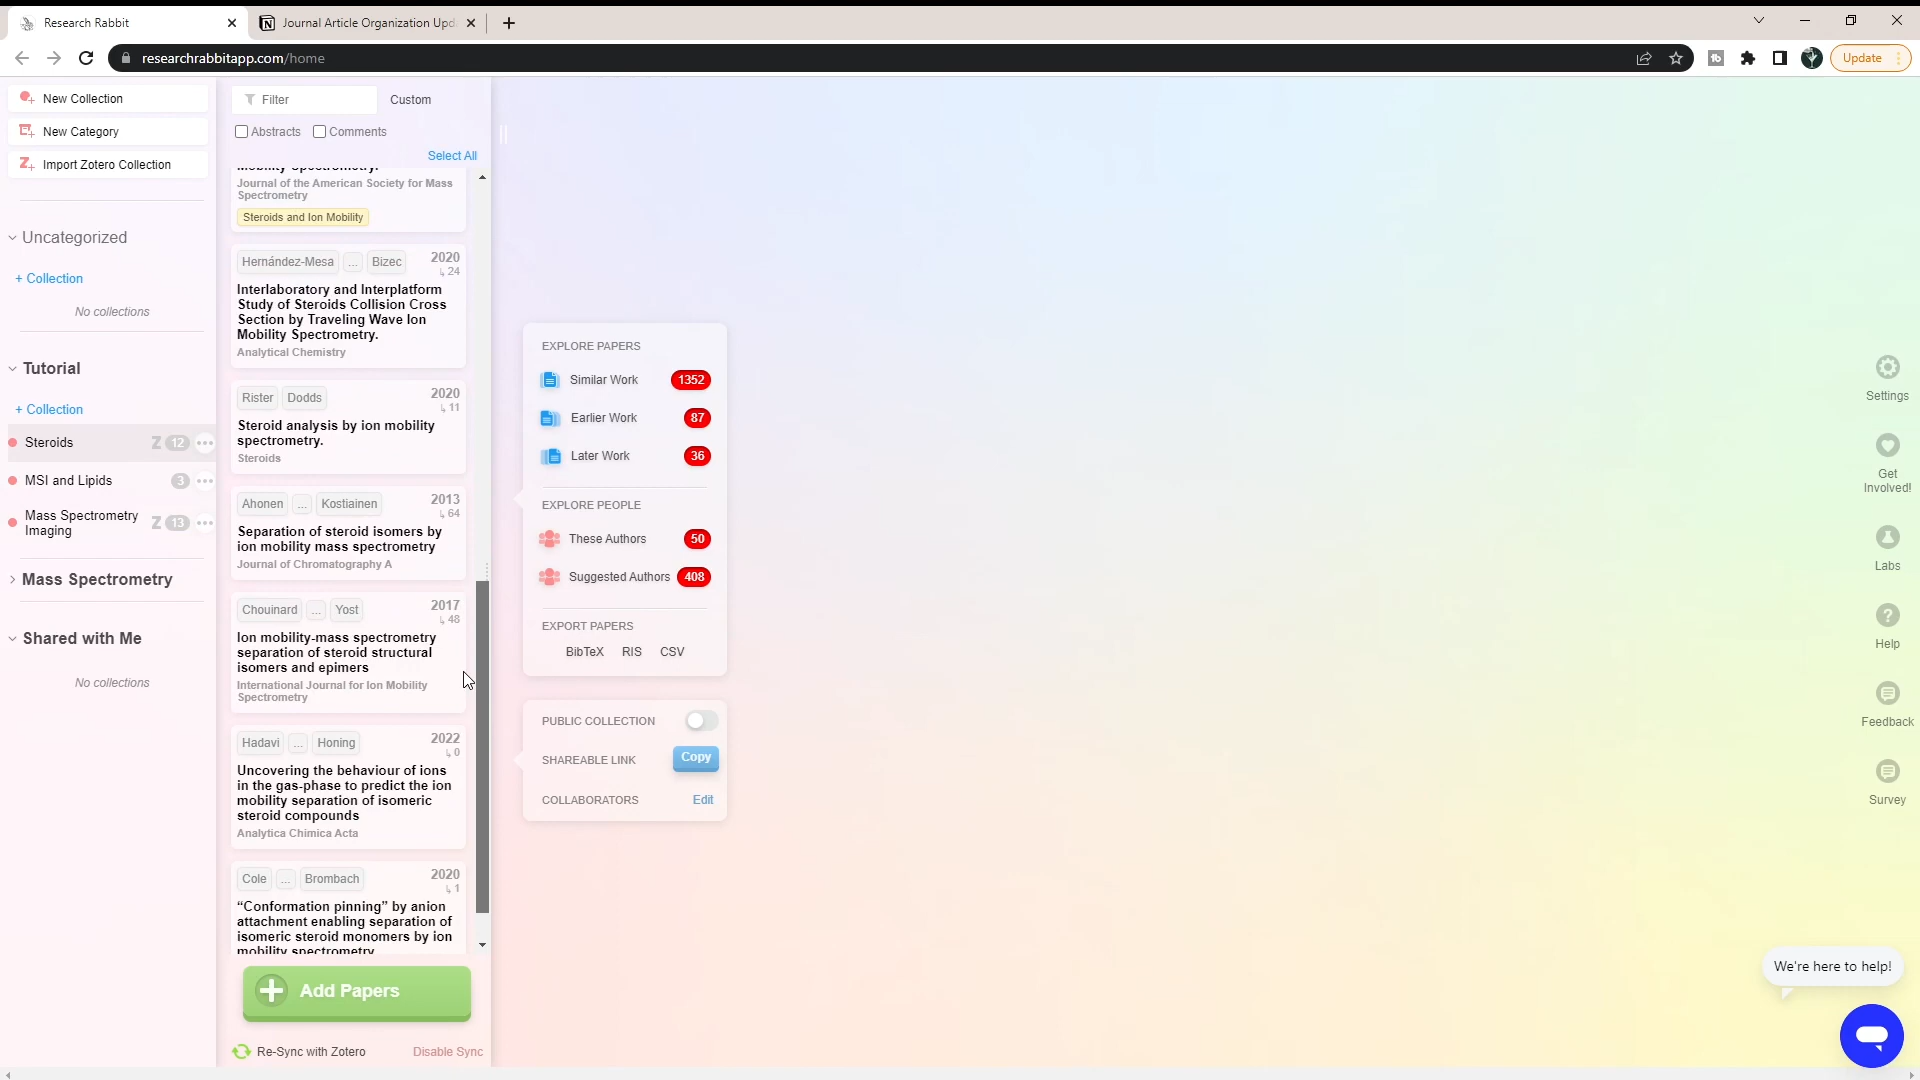 Research Rabbit
Journal Article Organization Upd
researchrabbitapp.com/home
Update
New Collection
New Category
Import Zotero Collection
Uncategorized
+ Collection
No collections
Tutorial
+ Collection
Steroids
Z 12
MSI and Lipids
3
Mass Spectrometry
Imaging
Z 13
Mass Spectrometry
Shared with Me
No collections
Filter
Custom
Abstracts
Comments
Select All
Mobility Spectrometry.
Journal of the American Society for Mass
Spectrometry
Steroids and Ion Mobility
Hernández-Mesa ... Bizec 2020
24
Interlaboratory and Interplatform
Study of Steroids Collision Cross
Section by Traveling Wave Ion
Mobility Spectrometry.
Analytical Chemistry
Rister Dodds 2020
11
Steroid analysis by ion mobility
spectrometry.
Steroids
Ahonen ... Kostiainen 2013
64
Separation of steroid isomers by
ion mobility mass spectrometry
Journal of Chromatography A
Chouinard ... Yost 2017
48
Ion mobility-mass spectrometry
separation of steroid structural
isomers and epimers
International Journal for Ion Mobility
Spectrometry
Hadavi ... Honing 2022
0
Uncovering the behaviour of ions
in the gas-phase to predict the ion
mobility separation of isomeric
steroid compounds
Analytica Chimica Acta
Cole ... Brombach 2020
1
“Conformation pinning” by anion
attachment enabling separation of
isomeric steroid monomers by ion
mobility spectrometry
Add Papers
Re-Sync with Zotero
Disable Sync
EXPLORE PAPERS
Similar Work 1352
Earlier Work 87
Later Work 36
EXPLORE PEOPLE
These Authors 50
Suggested Authors 408
EXPORT PAPERS
BibTeX RIS CSV
PUBLIC COLLECTION
SHAREABLE LINK Copy
COLLABORATORS Edit
Settings
Get
Involved!
Labs
Help
Feedback
Survey
We're here to help!